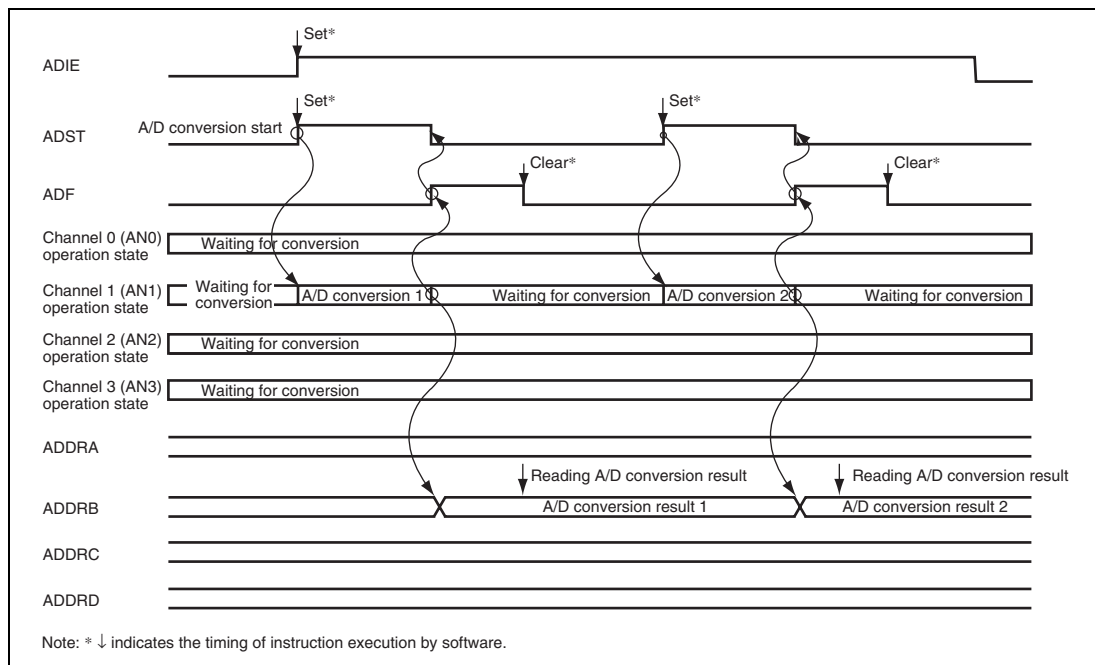 Set*
ADIE
Set*
A/D conversion start
ADST
Set*
Clear*
ADF
Clear*
Channel 0 (AN0)
operation state
Waiting for conversion
Channel 1 (AN1)
operation state
Waiting for
conversion
A/D conversion 1
Waiting for conversion
A/D conversion 2
Waiting for conversion
Channel 2 (AN2)
operation state
Waiting for conversion
Channel 3 (AN3)
operation state
Waiting for conversion
ADDRA
Reading A/D conversion result
Reading A/D conversion result
ADDRB
A/D conversion result 1
A/D conversion result 2
ADDRC
ADDRD
Note: * ↓ indicates the timing of instruction execution by software.